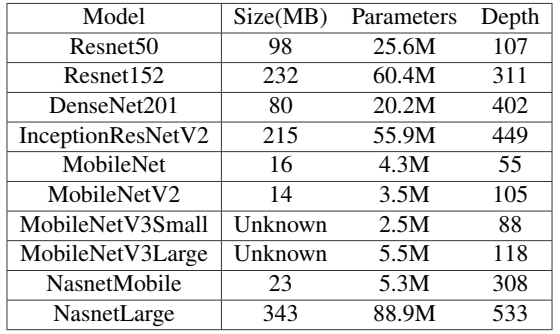 Model Size(MB) Parameters Depth
Resnet50 98 25.6M 107
Resnet152 232 60.4M 311
DenseNet201 80 20.2M 402
InceptionResNetV2 215 55.9M 449
MobileNet 16 4.3M 55
MobileNetV2 14 3.5M 105
MobileNetV3Small Unknown 2.5M 88
MobileNetV3Large Unknown 5.5M 118
NasnetMobile 23 5.3M 308
NasnetLarge 343 88.9M 533